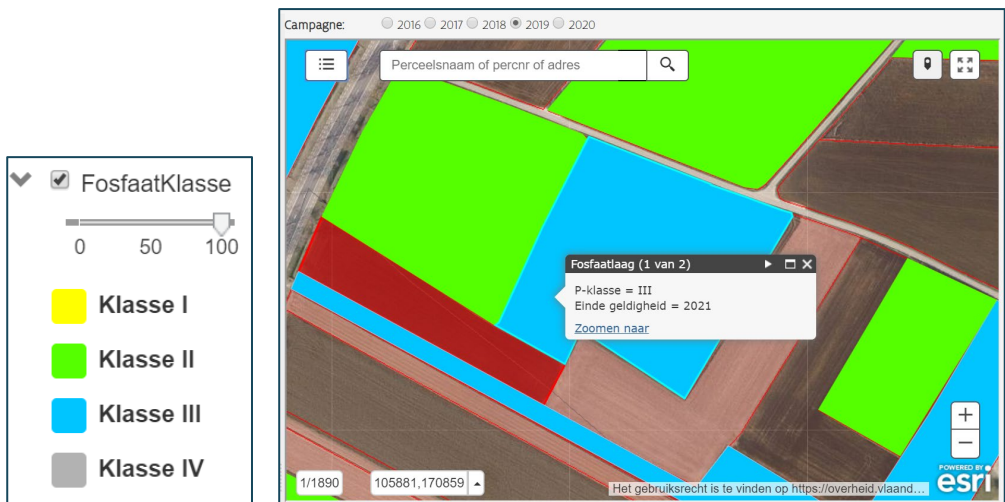 FosfaatKlasse
0 50 100
Klasse I
Klasse II
Klasse III
Klasse IV
Campagne: 2016 2017 2018 2019 2020
Perceelsnaam of percnr of adres
Fosfaatlaag (1 van 2)
P-klasse = III
Einde geldigheid = 2021
Zoomen naar
+
−
1/1890
105881,170859
Het gebruiksrecht is te vinden op https://overheid.vlaand...
POWERED BY
esri